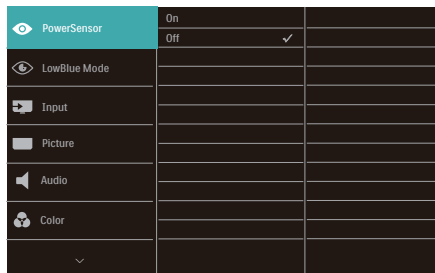 PowerSensor
On
Off
LowBlue Mode
Input
Picture
Audio
Color